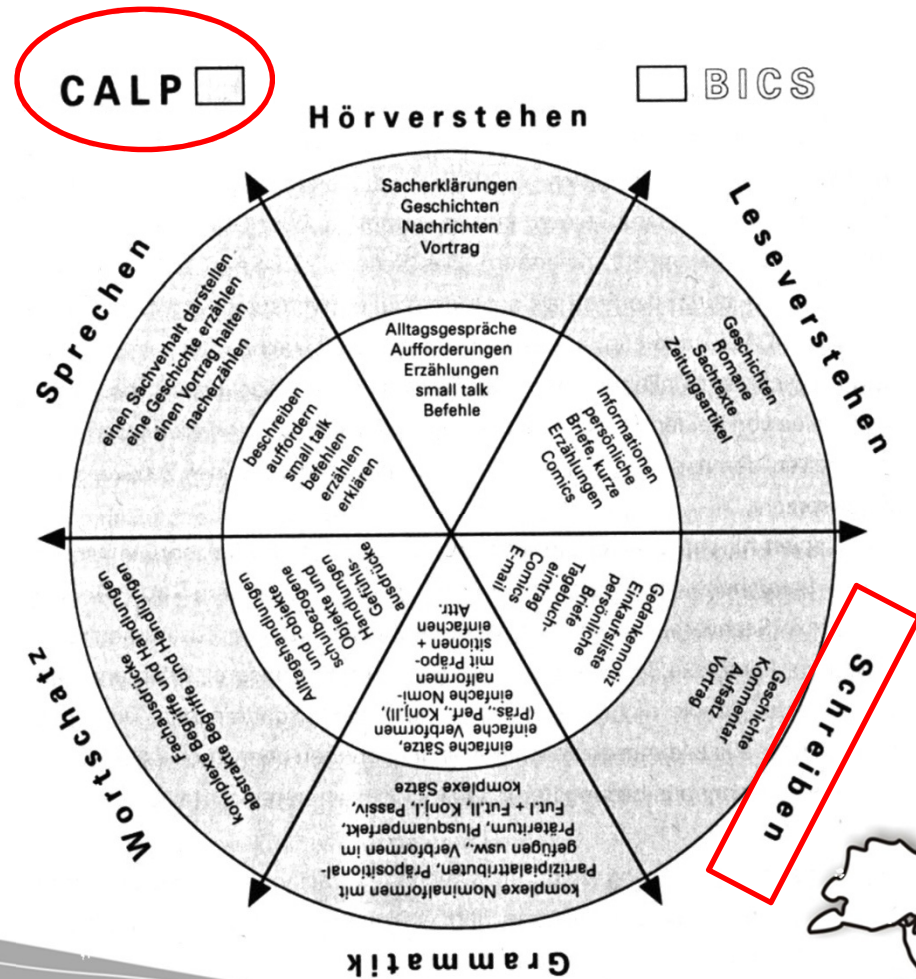 CALP
BICS
Hörverstehen
Sacherklärungen
Geschichten
Nachrichten
Vortrag
Alltagsgespräche
Aufforderungen
Erzählungen
small talk
Befehle
Leseverstehen
Geschichten
Romane
Sachtexte
Zeitungsartikel
Informationen
persönliche
Briefe, kurze
Erzählungen
Comics
Schreiben
Gedankennotiz
Einkaufsliste
persönliche
Briefe
Tagebuch-
eintrag
Comics
E-mail
Geschichte
Kommentar
Aufsatz
Vortrag
Grammatik
einfache Sätze,
einfache Verbformen
(Präs., Perf., Konj.II),
einfache Nomi-
nalformen
mit Präpo-
sitionen +
einfachen
Attr.
komplexe Nominalformen mit
Partizipialattributen, Präpositional-
gefügen usw., Verbformen im
Präteritum, Plusquamperfekt,
Fut.I + Fut.II, Konj.I, Passiv,
komplexe Sätze
Wortschatz
Alltagshandlungen
und -objekte
schulbezogene
Objekte und
Handlungen
Gefühls-
ausdrücke
Fachausdrücke
komplexe Begriffe und Handlungen
abstrakte Begriffe und Handlungen
Sprechen
einen Sachverhalt darstellen
eine Geschichte erzählen
einen Vortrag halten
nacherzählen
beschreiben
auffordern
small talk
befehlen
erzählen
erklären